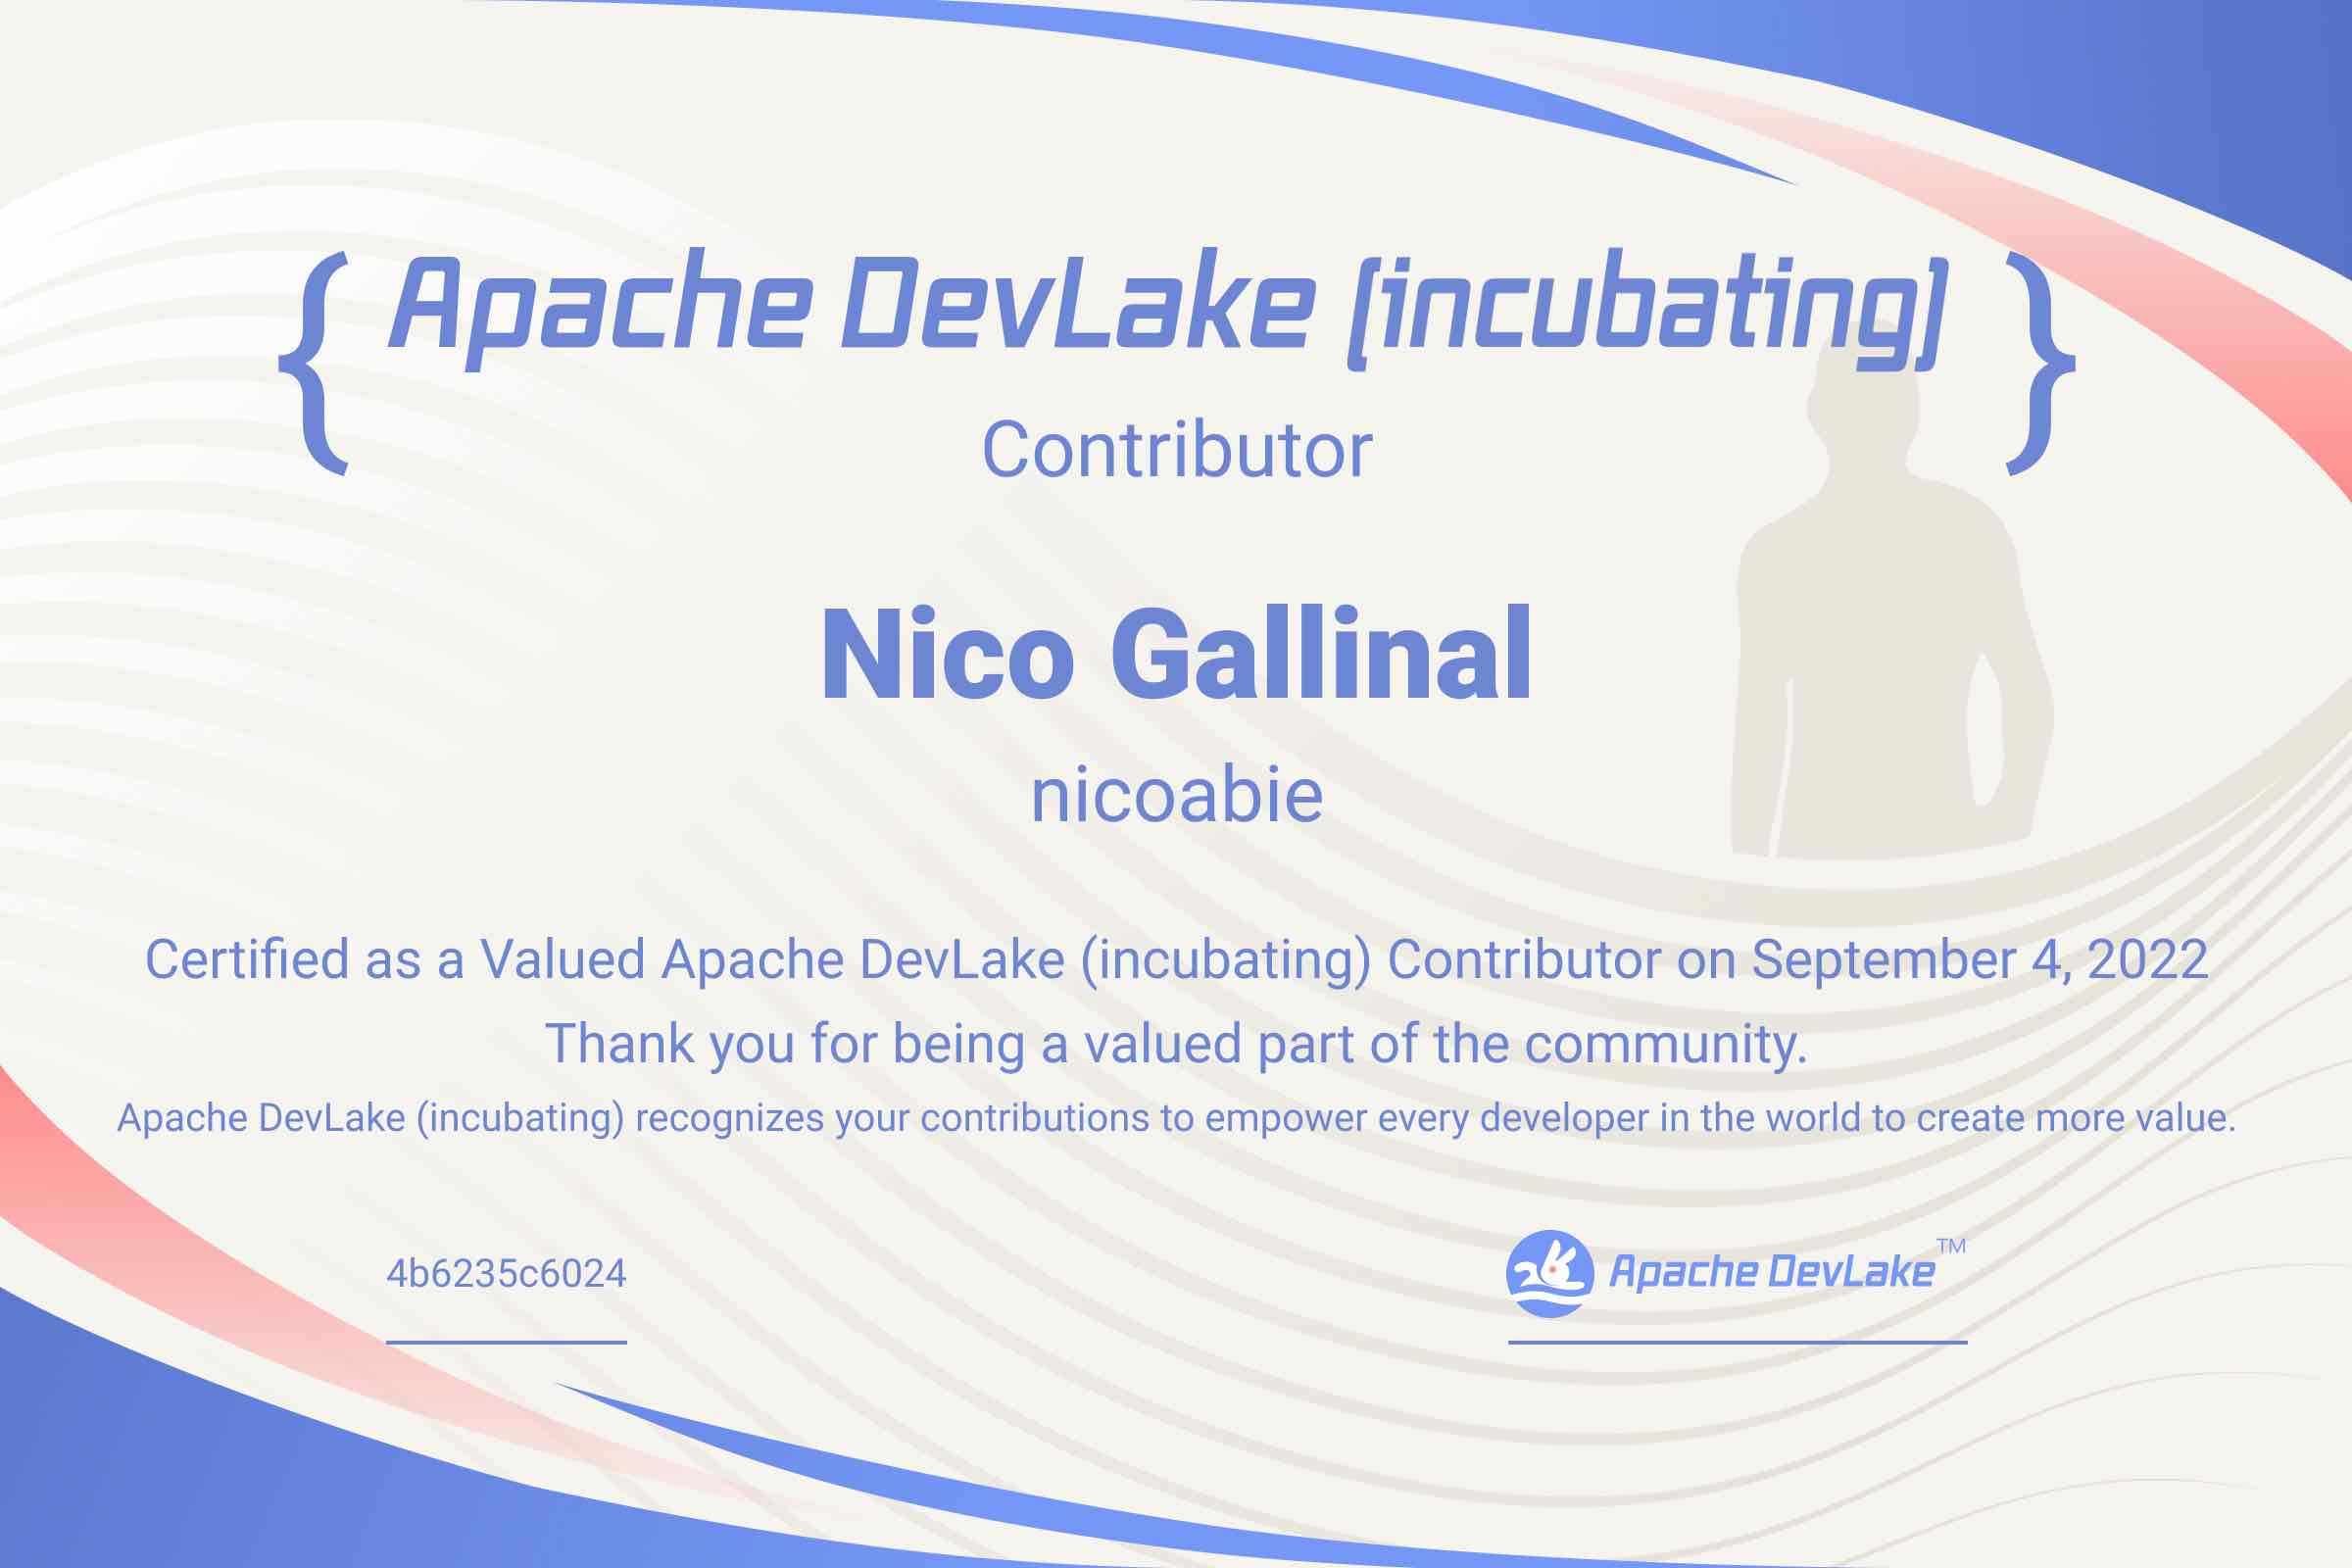 { Apache DevLake (incubating) }
Contributor
Nico Gallinal
nicoabie
Certified as a Valued Apache DevLake (incubating) Contributor on September 4, 2022
Thank you for being a valued part of the community.
Apache DevLake (incubating) recognizes your contributions to empower every developer in the world to create more value.
4b6235c6024
Apache DevLake™